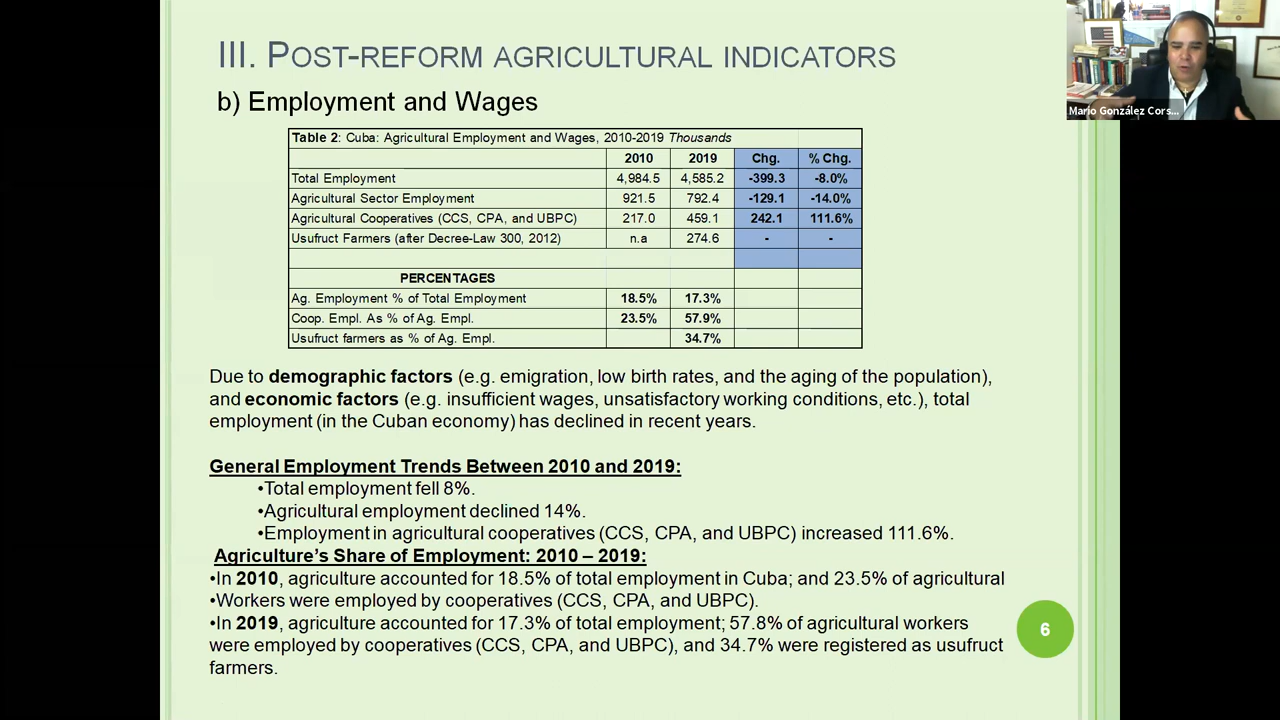 III. POST-REFORM AGRICULTURAL INDICATORS
b) Employment and Wages
Table 2: Cuba: Agricultural Employment and Wages, 2010-2019 Thousands
2010 2019 Chg. % Chg.
Total Employment 4,984.5 4,585.2 -399.3 -8.0%
Agricultural Sector Employment 921.5 792.4 -129.1 -14.0%
Agricultural Cooperatives (CCS, CPA, and UBPC) 217.0 459.1 242.1 111.6%
Usufruct Farmers (after Decree-Law 300, 2012) n.a 274.6 - -
PERCENTAGES
Ag. Employment % of Total Employment 18.5% 17.3%
Coop. Empl. As % of Ag. Empl. 23.5% 57.9%
Usufruct farmers as % of Ag. Empl. 34.7%
Due to demographic factors (e.g. emigration, low birth rates, and the aging of the population),
and economic factors (e.g. insufficient wages, unsatisfactory working conditions, etc.), total
employment (in the Cuban economy) has declined in recent years.
General Employment Trends Between 2010 and 2019:
•Total employment fell 8%.
•Agricultural employment declined 14%.
•Employment in agricultural cooperatives (CCS, CPA, and UBPC) increased 111.6%.
Agriculture's Share of Employment: 2010 – 2019:
•In 2010, agriculture accounted for 18.5% of total employment in Cuba; and 23.5% of agricultural
•Workers were employed by cooperatives (CCS, CPA, and UBPC).
•In 2019, agriculture accounted for 17.3% of total employment; 57.8% of agricultural workers
were employed by cooperatives (CCS, CPA, and UBPC), and 34.7% were registered as usufruct
farmers.
6
Mario González Cors...